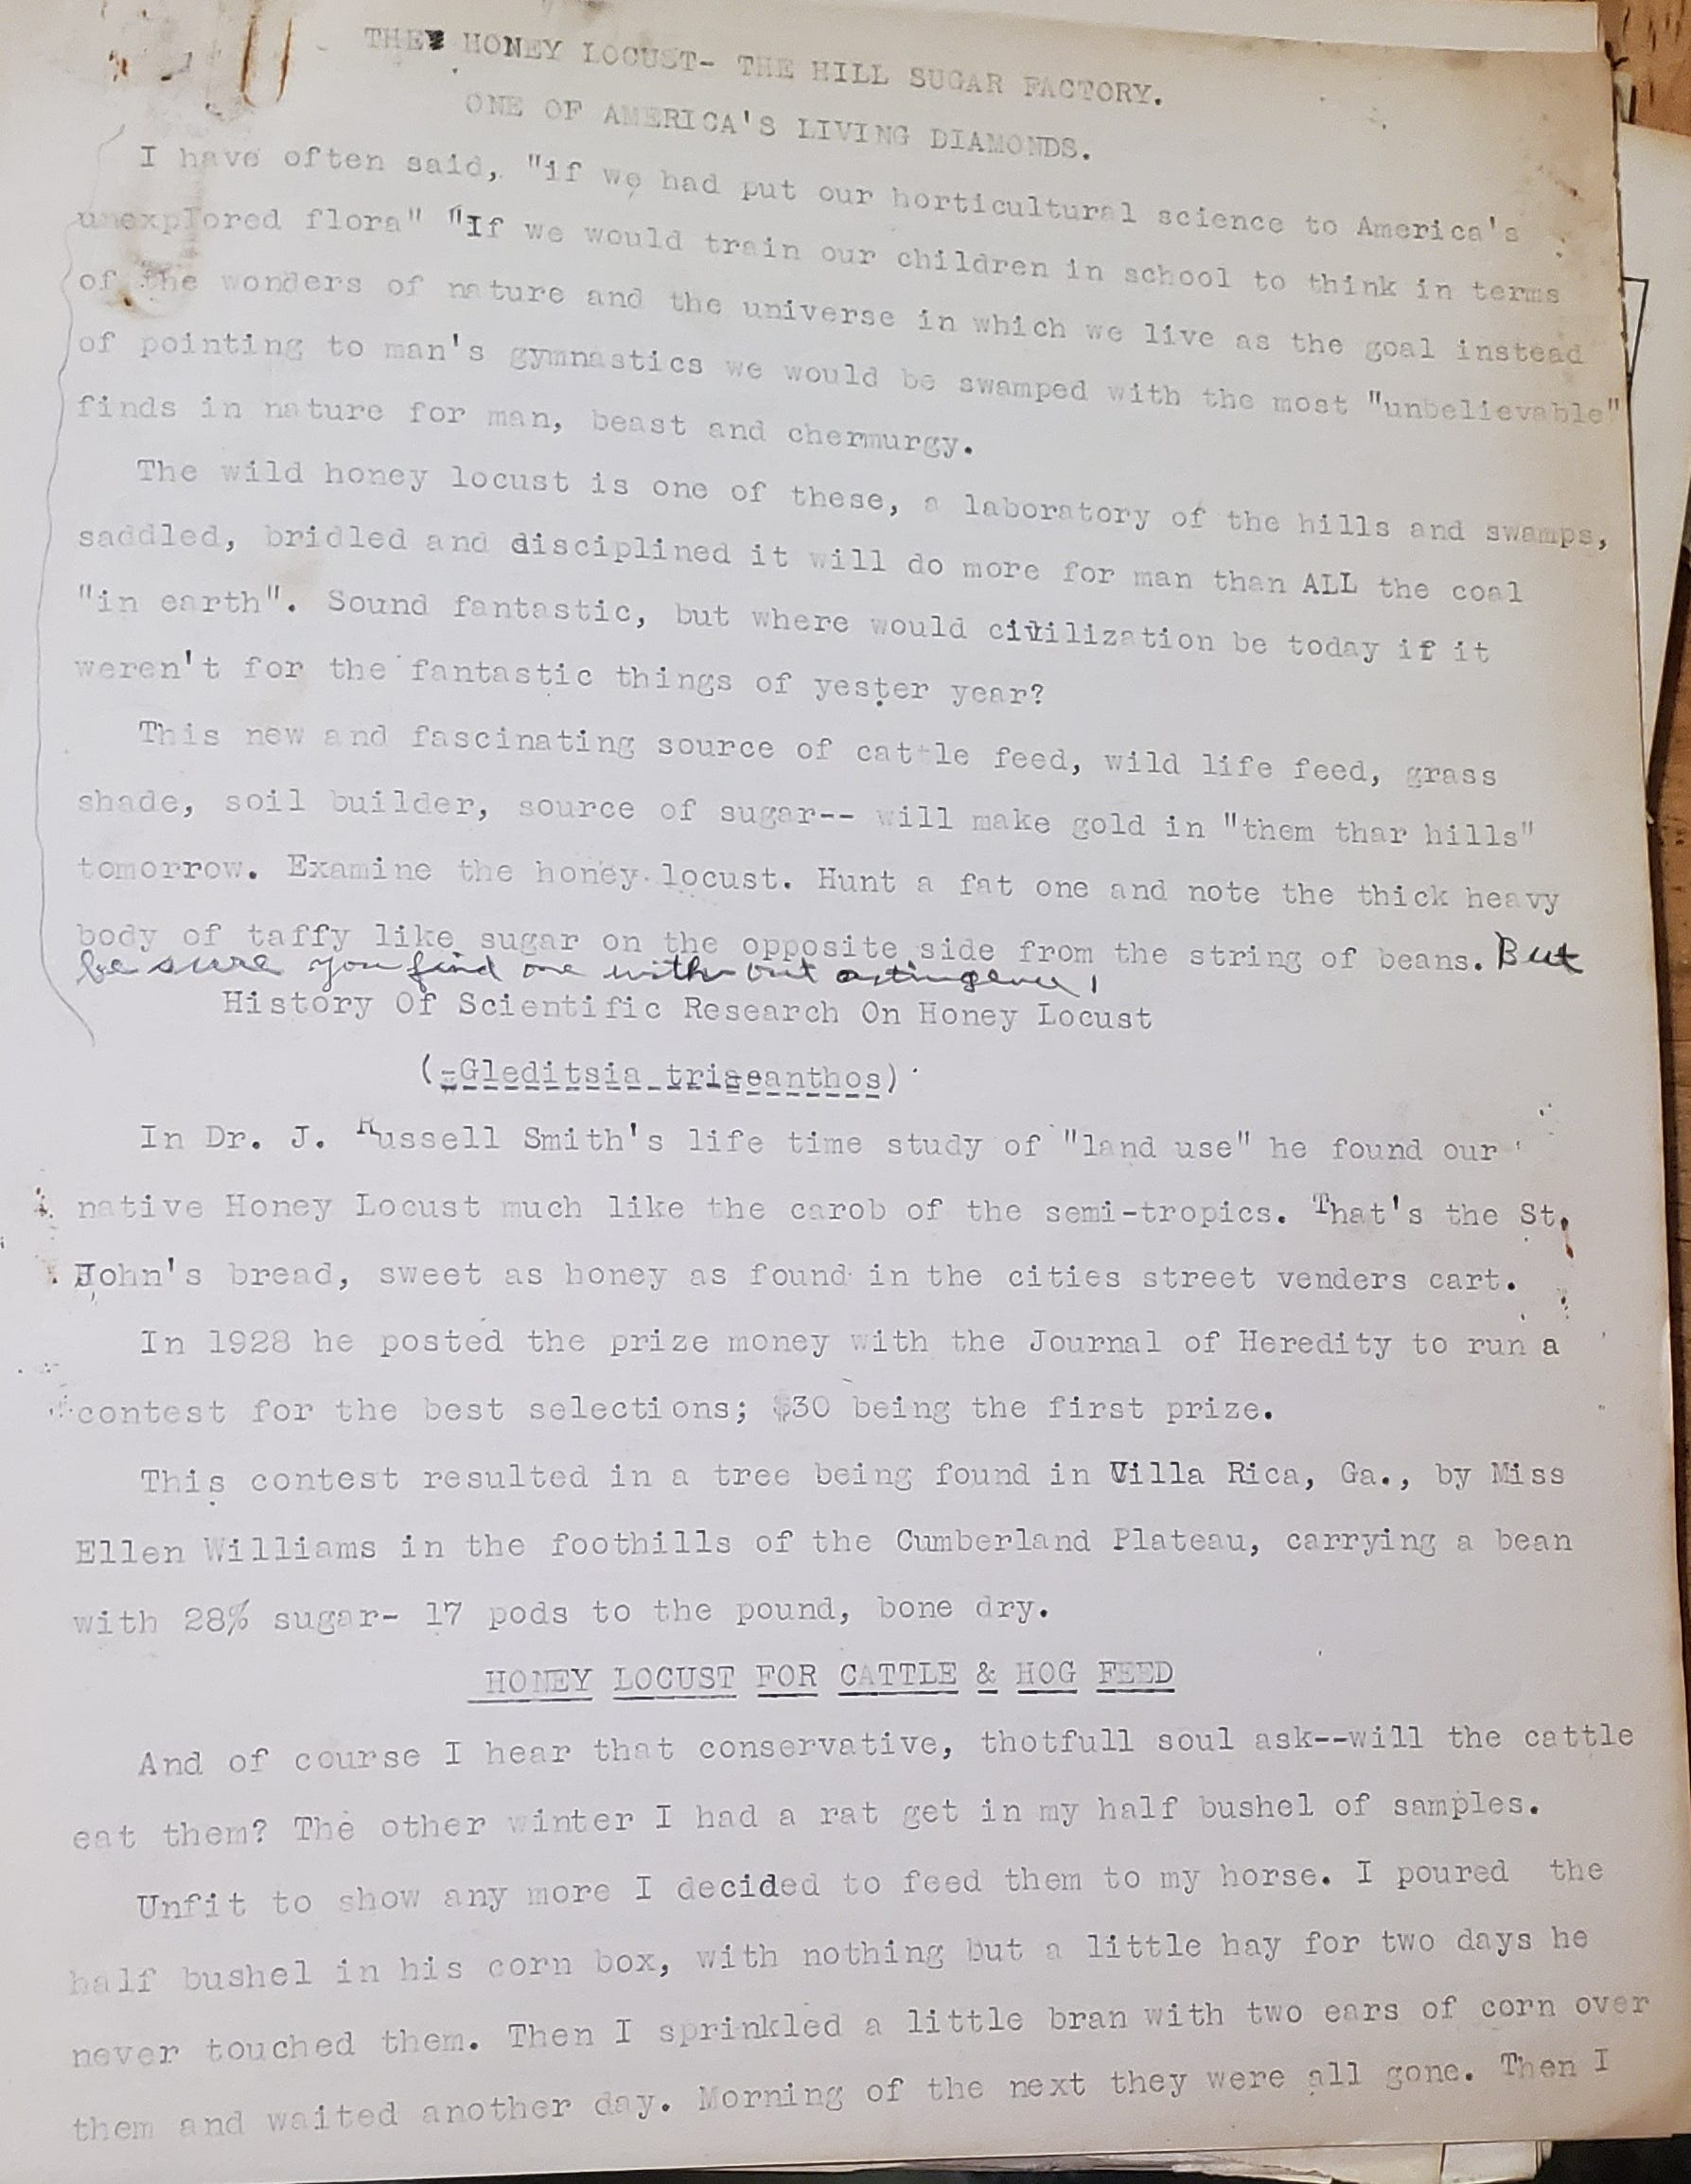 THE HONEY LOCUST- THE HILL SUGAR FACTORY.
ONE OF AMERICA'S LIVING DIAMONDS.
I have often said, "if we had put our horticultural science to America's
unexplored flora" "If we would train our children in school to think in terms
of the wonders of nature and the universe in which we live as the goal instead
of pointing to man's gymnastics we would be swamped with the most "unbelievable"
finds in nature for man, beast and chermurgy.
The wild honey locust is one of these, a laboratory of the hills and swamps,
saddled, bridled and disciplined it will do more for man than ALL the coal
"in earth". Sound fantastic, but where would civilization be today if it
weren't for the fantastic things of yester year?
This new and fascinating source of cattle feed, wild life feed, grass
shade, soil builder, source of sugar-- will make gold in "them thar hills"
tomorrow. Examine the honey locust. Hunt a fat one and note the thick heavy
body of taffy like sugar on the opposite side from the string of beans. But
be sure you find one with out
History Of Scientific Research On Honey Locust
(-Gleditsia triaeanthos)
In Dr. J. Russell Smith's life time study of "land use" he found our
native Honey Locust much like the carob of the semi-tropics. That's the St.
John's bread, sweet as honey as found in the cities street venders cart.
In 1928 he posted the prize money with the Journal of Heredity to run a
contest for the best selections; $30 being the first prize.
This contest resulted in a tree being found in Villa Rica, Ga., by Miss
Ellen Williams in the foothills of the Cumberland Plateau, carrying a bean
with 28% sugar- 17 pods to the pound, bone dry.
HONEY LOCUST FOR CATTLE & HOG FEED
And of course I hear that conservative, thotfull soul ask--will the cattle
eat them? The other winter I had a rat get in my half bushel of samples.
Unfit to show any more I decided to feed them to my horse. I poured the
half bushel in his corn box, with nothing but a little hay for two days he
never touched them. Then I sprinkled a little bran with two ears of corn over
them and waited another day. Morning of the next they were all gone. Then I